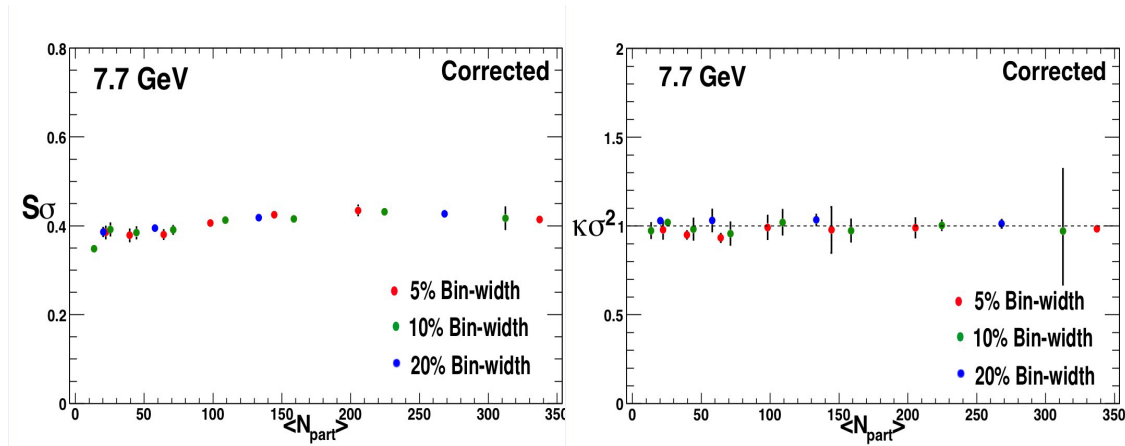 0.8
7.7 GeV
Corrected
0.6
Sσ
0.4
5% Bin-width
10% Bin-width
0.2
20% Bin-width
0
0 50 100 150 200 250 300 350
<N_part>
2
7.7 GeV
Corrected
1.5
κσ²
1
5% Bin-width
0.5
10% Bin-width
20% Bin-width
0
0 50 100 150 200 250 300 350
<N_part>